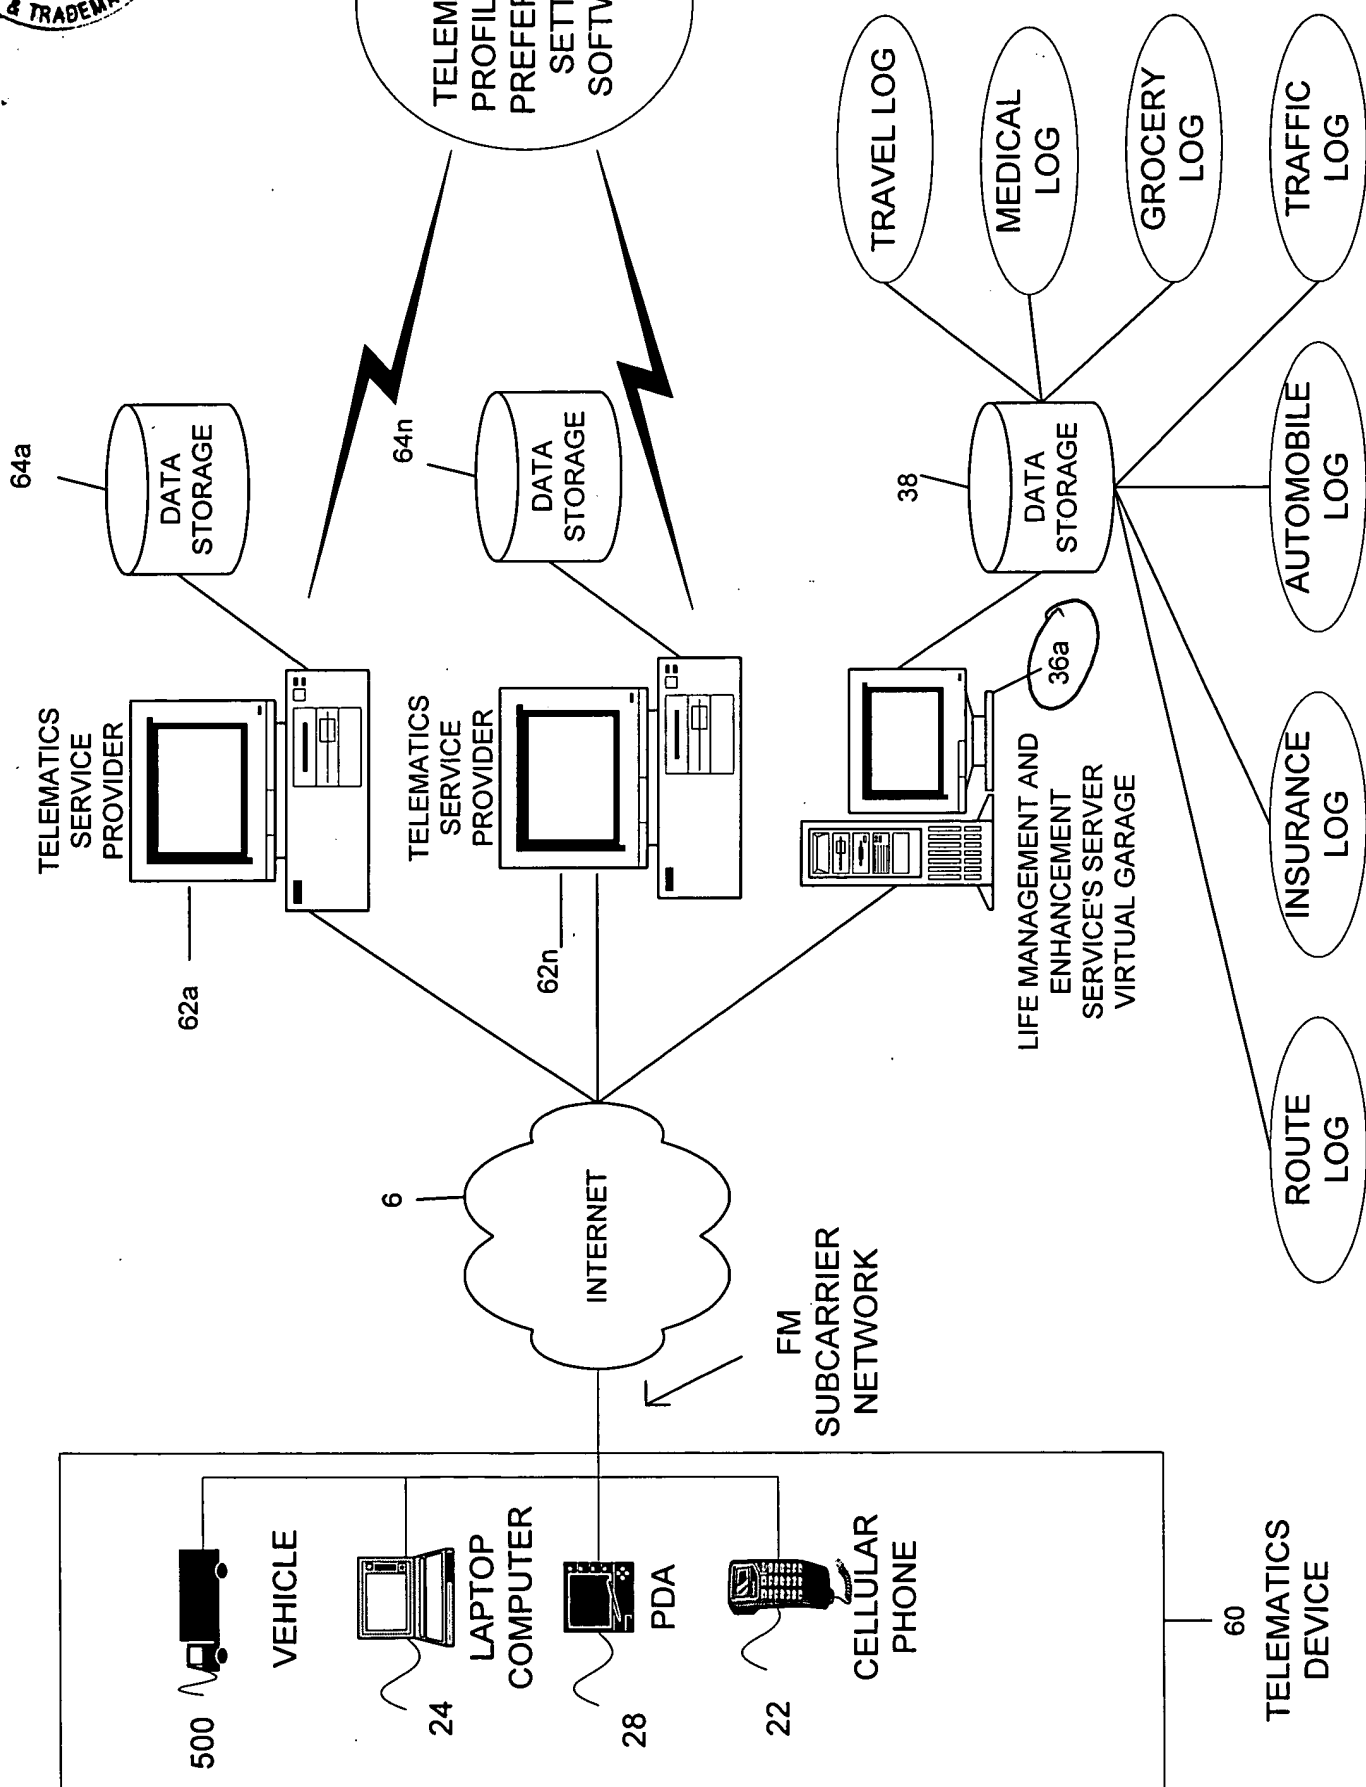 & TRADEMA
TELEM
PROFIL
PREFER
SETT
SOFTW
64a
DATA
STORAGE
TELEMATICS
SERVICE
PROVIDER
62a
64n
DATA
STORAGE
TELEMATICS
SERVICE
PROVIDER
62n
38
DATA
STORAGE
36a
LIFE MANAGEMENT AND
ENHANCEMENT
SERVICE'S SERVER
VIRTUAL GARAGE
TRAVEL LOG
MEDICAL
LOG
GROCERY
LOG
TRAFFIC
LOG
AUTOMOBILE
LOG
INSURANCE
LOG
ROUTE
LOG
6
INTERNET
FM
SUBCARRIER
NETWORK
500
VEHICLE
24
LAPTOP
COMPUTER
28
PDA
22
CELLULAR
PHONE
60
TELEMATICS
DEVICE